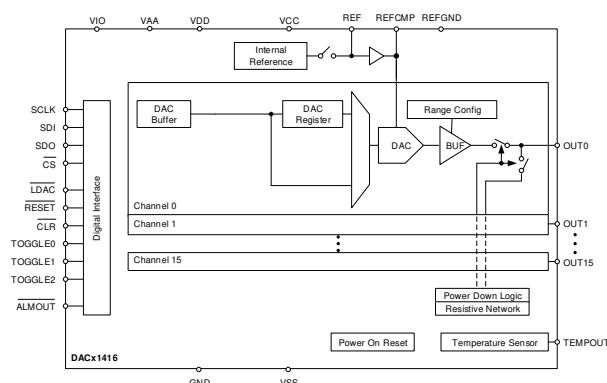 VIO
VAA
VDD
VCC
REF
REFCMP
REFGND
Internal
Reference
SCLK
SDI
SDO
CS
LDAC
RESET
CLR
TOGGLE0
TOGGLE1
TOGGLE2
ALMOUT
Digital Interface
DAC
Buffer
DAC
Register
DAC
BUF
Range Config
Channel 0
Channel 1
Channel 15
OUT0
OUT1
OUT15
Power Down Logic
Resistive Network
Power On Reset
Temperature Sensor
TEMPOUT
DACx1416
GND
VSS